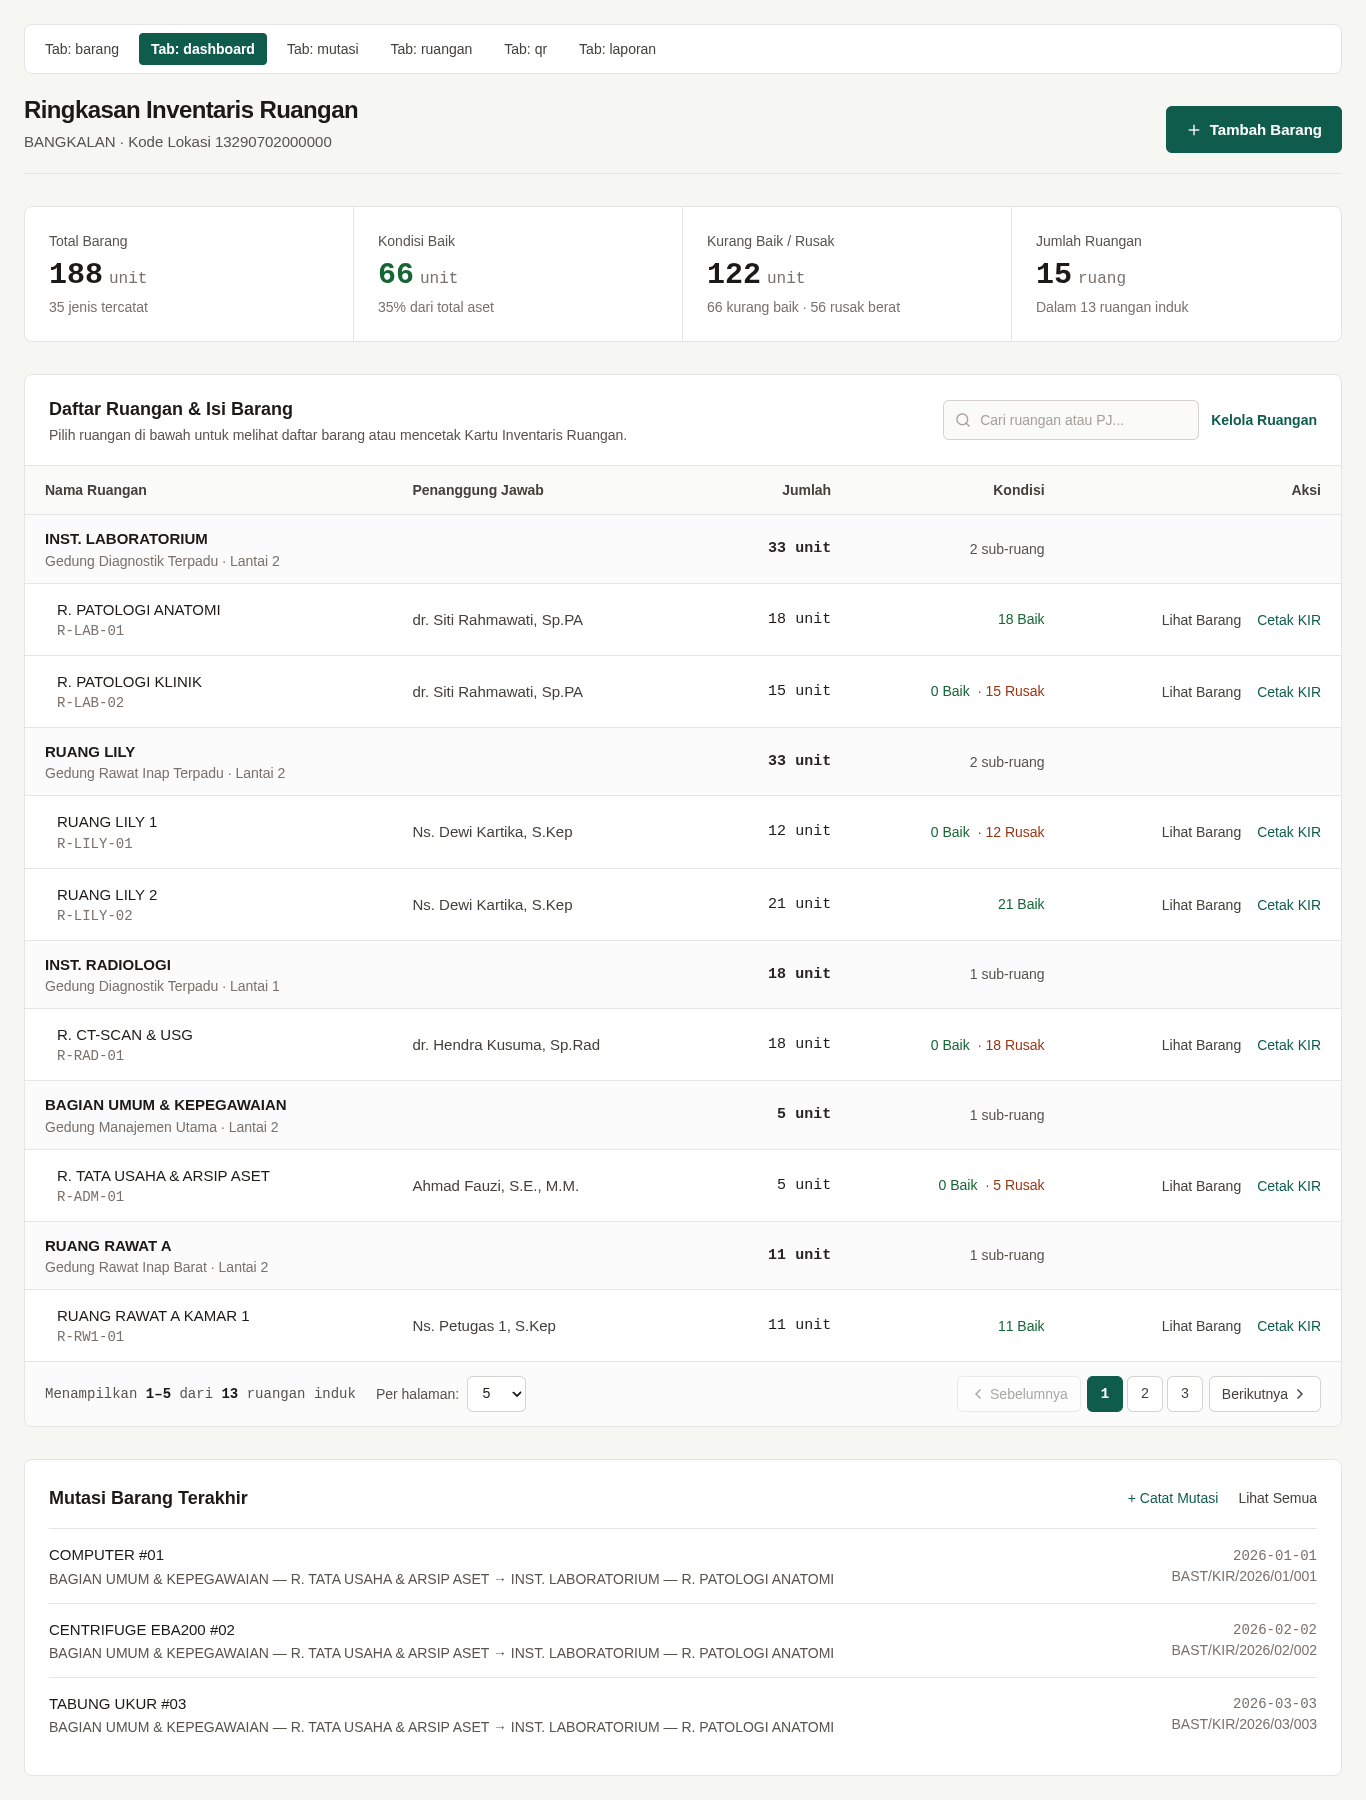 Tab: barang Tab: dashboard Tab: mutasi Tab: ruangan Tab: qr Tab: laporan
Ringkasan Inventaris Ruangan
BANGKALAN · Kode Lokasi 13290702000000
+ Tambah Barang
Total Barang
188 unit
35 jenis tercatat
Kondisi Baik
66 unit
35% dari total aset
Kurang Baik / Rusak
122 unit
66 kurang baik · 56 rusak berat
Jumlah Ruangan
15 ruang
Dalam 13 ruangan induk
Daftar Ruangan & Isi Barang
Pilih ruangan di bawah untuk melihat daftar barang atau mencetak Kartu Inventaris Ruangan.
Cari ruangan atau PJ... Kelola Ruangan
Nama Ruangan Penanggung Jawab Jumlah Kondisi Aksi
INST. LABORATORIUM
Gedung Diagnostik Terpadu · Lantai 2
33 unit 2 sub-ruang
R. PATOLOGI ANATOMI
R-LAB-01
dr. Siti Rahmawati, Sp.PA 18 unit 18 Baik Lihat Barang Cetak KIR
R. PATOLOGI KLINIK
R-LAB-02
dr. Siti Rahmawati, Sp.PA 15 unit 0 Baik · 15 Rusak Lihat Barang Cetak KIR
RUANG LILY
Gedung Rawat Inap Terpadu · Lantai 2
33 unit 2 sub-ruang
RUANG LILY 1
R-LILY-01
Ns. Dewi Kartika, S.Kep 12 unit 0 Baik · 12 Rusak Lihat Barang Cetak KIR
RUANG LILY 2
R-LILY-02
Ns. Dewi Kartika, S.Kep 21 unit 21 Baik Lihat Barang Cetak KIR
INST. RADIOLOGI
Gedung Diagnostik Terpadu · Lantai 1
18 unit 1 sub-ruang
R. CT-SCAN & USG
R-RAD-01
dr. Hendra Kusuma, Sp.Rad 18 unit 0 Baik · 18 Rusak Lihat Barang Cetak KIR
BAGIAN UMUM & KEPEGAWAIAN
Gedung Manajemen Utama · Lantai 2
5 unit 1 sub-ruang
R. TATA USAHA & ARSIP ASET
R-ADM-01
Ahmad Fauzi, S.E., M.M. 5 unit 0 Baik · 5 Rusak Lihat Barang Cetak KIR
RUANG RAWAT A
Gedung Rawat Inap Barat · Lantai 2
11 unit 1 sub-ruang
RUANG RAWAT A KAMAR 1
R-RW1-01
Ns. Petugas 1, S.Kep 11 unit 11 Baik Lihat Barang Cetak KIR
Menampilkan 1–5 dari 13 ruangan induk Per halaman: 5 Sebelumnya 1 2 3 Berikutnya
Mutasi Barang Terakhir
+ Catat Mutasi Lihat Semua
COMPUTER #01
BAGIAN UMUM & KEPEGAWAIAN — R. TATA USAHA & ARSIP ASET → INST. LABORATORIUM — R. PATOLOGI ANATOMI
2026-01-01
BAST/KIR/2026/01/001
CENTRIFUGE EBA200 #02
BAGIAN UMUM & KEPEGAWAIAN — R. TATA USAHA & ARSIP ASET → INST. LABORATORIUM — R. PATOLOGI ANATOMI
2026-02-02
BAST/KIR/2026/02/002
TABUNG UKUR #03
BAGIAN UMUM & KEPEGAWAIAN — R. TATA USAHA & ARSIP ASET → INST. LABORATORIUM — R. PATOLOGI ANATOMI
2026-03-03
BAST/KIR/2026/03/003